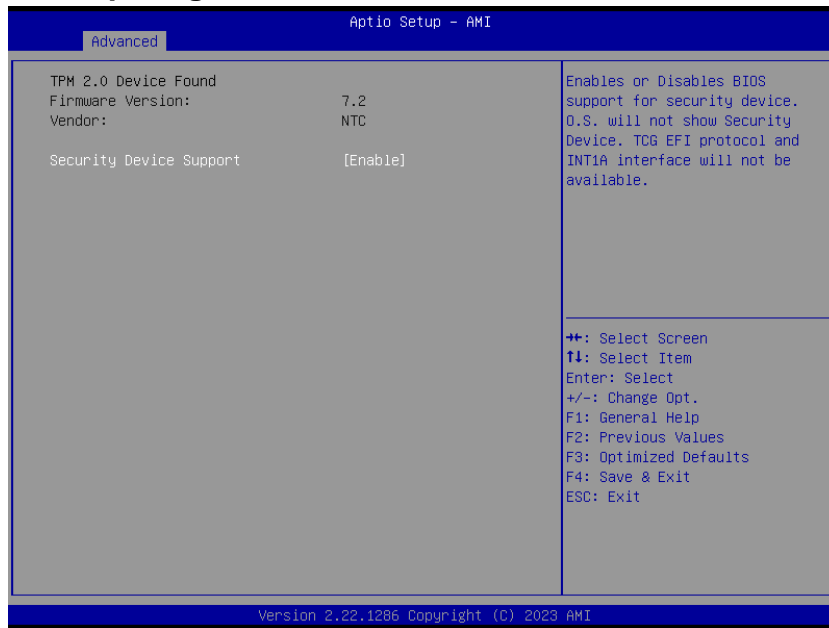 Aptio Setup – AMI
Advanced
TPM 2.0 Device Found
Firmware Version: 7.2
Vendor: NTC
Security Device Support [Enable]
Enables or Disables BIOS
support for security device.
O.S. will not show Security
Device. TCG EFI protocol and
INT1A interface will not be
available.
→←: Select Screen
↑↓: Select Item
Enter: Select
+/-: Change Opt.
F1: General Help
F2: Previous Values
F3: Optimized Defaults
F4: Save & Exit
ESC: Exit
Version 2.22.1286 Copyright (C) 2023 AMI